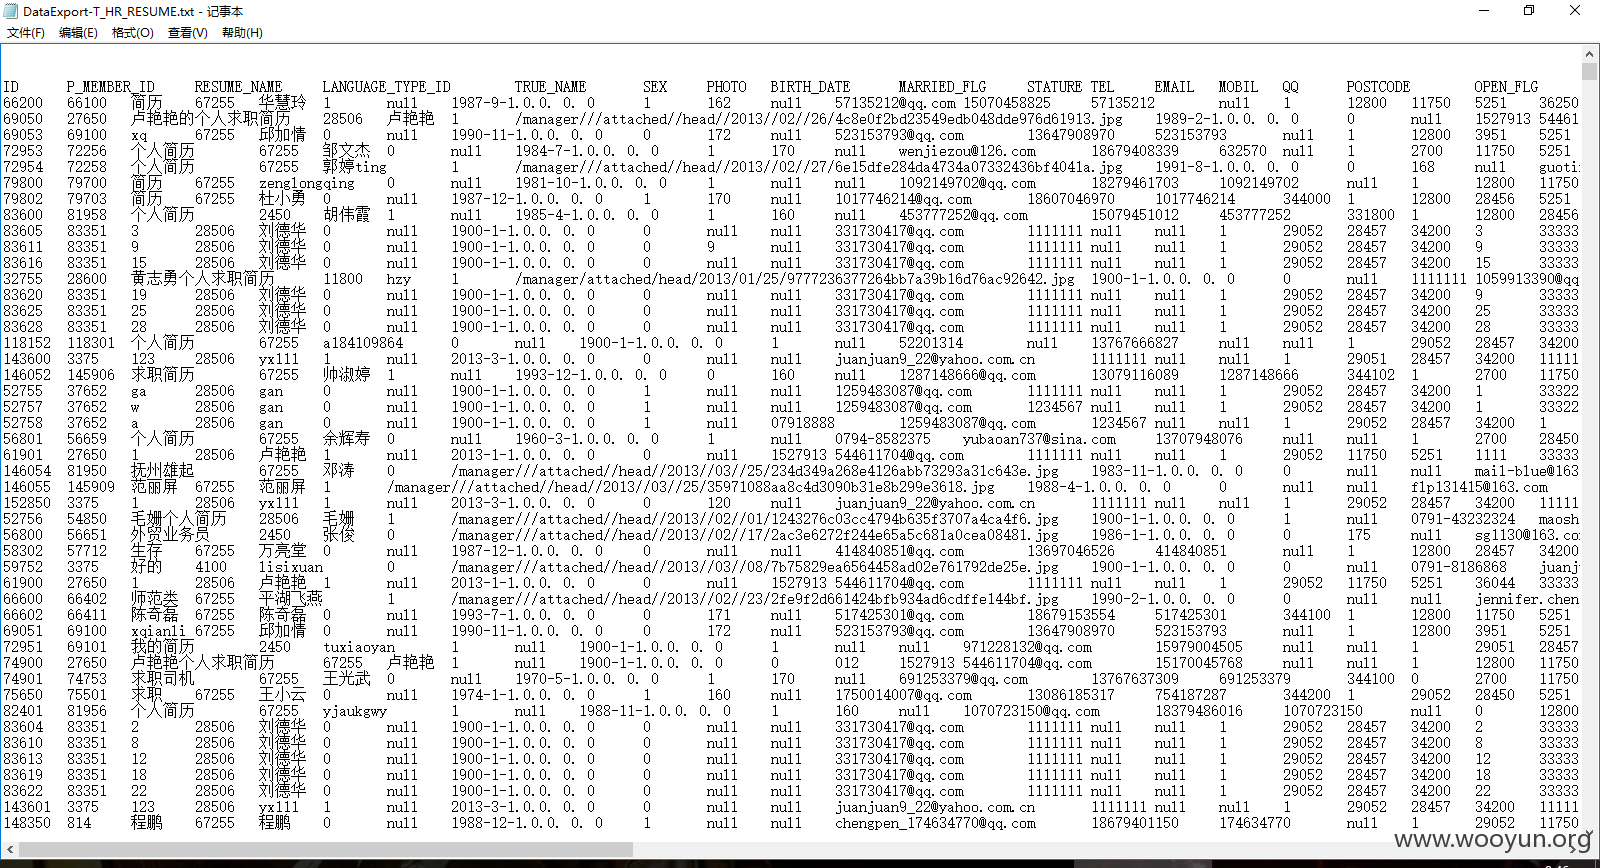 DataExport-T_HR_RESUME.txt - 记事本
文件(F) 编辑(E) 格式(O) 查看(V) 帮助(H)
ID P_MEMBER_ID RESUME_NAME LANGUAGE_TYPE_ID TRUE_NAME SEX PHOTO BIRTH_DATE MARRIED_FLG STATURE TEL EMAIL MOBIL QQ POSTCODE OPEN_FLG
66200 66100 简历 67255 华慧玲 1 null 1987-9-1.0.0. 0. 0 1 162 null 57135212@qq.com 15070458825 57135212 null 1 12800 11750 5251 36250
69050 27650 卢艳艳的个人求职简历 28506 卢艳艳 1 /manager///attached//head//2013//02//26/4c8e0f2bd23549edb048dde976d61913.jpg 1989-2-1.0.0. 0. 0 0 null 1527913 54461
69053 69100 xq 67255 邱加情 0 null 1990-11-1.0.0. 0. 0 0 172 null 523153793@qq.com 13647908970 523153793 null 1 12800 3951 5251
72953 72256 个人简历 67255 邹文杰 0 null 1984-7-1.0.0. 0. 0 1 170 null wenjiezou@126.com 18679408339 632570 null 1 2700 11750 5251
72954 72258 个人简历 67255 郭婷ting 1 /manager///attached//head//2013//02//27/6e15dfe284da4734a07332436bf4041a.jpg 1991-8-1.0.0. 0. 0 0 168 null guoti
79800 79700 简历 67255 zenglongqing 0 null 1981-10-1.0.0. 0. 0 1 null null 1092149702@qq.com 18279461703 1092149702 null 1 12800 11750
79802 79703 简历 67255 杜小勇 0 null 1987-12-1.0.0. 0. 0 1 170 null 1017746214@qq.com 18607046970 1017746214 344000 1 12800 28456 5251
83600 81958 个人简历 2450 胡伟霞 1 null 1985-4-1.0.0. 0. 0 1 160 null 453777252@qq.com 15079451012 453777252 331800 1 12800 28456
83605 83351 3 28506 刘德华 0 null 1900-1-1.0.0. 0. 0 0 null null 331730417@qq.com 1111111 null null 1 29052 28457 34200 3 33333
83611 83351 9 28506 刘德华 0 null 1900-1-1.0.0. 0. 0 0 9 null 331730417@qq.com 1111111 null null 1 29052 28457 34200 9 33333
83616 83351 15 28506 刘德华 0 null 1900-1-1.0.0. 0. 0 0 null null 331730417@qq.com 1111111 null null 1 29052 28457 34200 15 33333
32755 28600 黄志勇个人求职简历 11800 hzy 1 /manager/attached/head/2013/01/25/9777236377264bb7a39b16d76ac92642.jpg 1900-1-1.0.0. 0. 0 0 null 1111111 1059913390@qq
83620 83351 19 28506 刘德华 0 null 1900-1-1.0.0. 0. 0 0 null null 331730417@qq.com 1111111 null null 1 29052 28457 34200 9 33333
83625 83351 25 28506 刘德华 0 null 1900-1-1.0.0. 0. 0 0 null null 331730417@qq.com 1111111 null null 1 29052 28457 34200 25 33333
83628 83351 28 28506 刘德华 0 null 1900-1-1.0.0. 0. 0 0 null null 331730417@qq.com 1111111 null null 1 29052 28457 34200 28 33333
118152 118301 个人简历 67255 a184109864 0 null 1900-1-1.0.0. 0. 0 1 null 52201314 null 13767666827 null null 1 29052 28457 34200
143600 3375 123 28506 yx111 1 null 2013-3-1.0.0. 0. 0 0 null null juanjuan9_22@yahoo.com.cn 1111111 null null 1 29051 28457 34200 11111
146052 145906 求职简历 67255 帅淑婷 1 null 1993-12-1.0.0. 0. 0 0 160 null 1287148666@qq.com 13079116089 1287148666 344102 1 2700 11750
52755 37652 ga 28506 gan 0 null 1900-1-1.0.0. 0. 0 1 null null 1259483087@qq.com 1111111 null null 1 29052 28457 34200 1 33322
52757 37652 w 28506 gan 0 null 1900-1-1.0.0. 0. 0 1 null null 1259483087@qq.com 1234567 null null 1 29052 28457 34200 1 33322
52758 37652 a 28506 gan 0 null 1900-1-1.0.0. 0. 0 1 null 07918888 1259483087@qq.com 1234567 null null 1 29052 28457 34200 1
56801 56659 个人简历 67255 余辉寿 0 null 1960-3-1.0.0. 0. 0 1 null 0794-8582375 yubaoan737@sina.com 13707948076 null null 1 2700 28450
61901 27650 1 28506 卢艳艳 1 null 2013-1-1.0.0. 0. 0 0 null 1527913 544611704@qq.com null null 1 29052 11750 5251 1111 33333
146054 81950 抚州雄起 67255 邓涛 0 /manager///attached//head//2013//03//25/234d349a268e4126abb73293a31c643e.jpg 1983-11-1.0.0. 0. 0 0 null null mail-blue@163
146055 145909 范丽屏 67255 范丽屏 1 /manager///attached//head//2013//03//25/35971088aa8c4d3090b31e8b299e3618.jpg 1988-4-1.0.0. 0. 0 0 null null flp131415@163.com
152850 3375 1 28506 yx111 1 null 2013-3-1.0.0. 0. 0 0 120 null juanjuan9_22@yahoo.com.cn 1111111 null null 1 29052 28457 34200 11111
52756 54850 毛姗个人简历 28506 毛姗 1 /manager///attached//head//2013//02//01/1243276c03cc4794b635f3707a4ca4f6.jpg 1900-1-1.0.0. 0. 0 1 null 0791-43232324 maosh
56800 56651 外贸业务员 2450 张俊 0 /manager///attached//head//2013//02//17/2ac3e6272f244e65a5c681a0cea08481.jpg 1986-1-1.0.0. 0. 0 0 175 null sgl130@163.co
58302 57712 生存 67255 万亮堂 0 null 1987-12-1.0.0. 0. 0 0 null null 414840851@qq.com 13697046526 414840851 null 1 12800 28457 34200
59752 3375 好的 4100 lisixuan 0 /manager///attached//head//2013//03//08/7b75829ea6564458ad02e761792de25e.jpg 1900-1-1.0.0. 0. 0 0 null 0791-8186868 juanj
61900 27650 1 28506 卢艳艳 1 null 2013-1-1.0.0. 0. 0 0 null 1527913 544611704@qq.com null null 1 29052 11750 5251 36044 33333
66600 66402 师范类 67255 平湖飞燕 1 /manager///attached//head//2013//02//23/2fe9f2d661424bfb934ad6cdffe144bf.jpg 1990-2-1.0.0. 0. 0 0 null null jennifer.chen
66602 66411 陈奇磊 67255 陈奇磊 0 null 1993-7-1.0.0. 0. 0 0 171 null 517425301@qq.com 18679153554 517425301 344100 1 12800 11750 5251
69051 69100 xqianli 67255 邱加情 0 null 1990-11-1.0.0. 0. 0 0 172 null 523153793@qq.com 13647908970 523153793 null 1 12800 3951 5251
72951 69101 我的简历 2450 tuxiaoyan 1 null 1900-1-1.0.0. 0. 0 1 null null 971228132@qq.com 15979004505 null null 1 29051 28457
74900 27650 卢艳艳个人求职简历 67255 卢艳艳 1 null 1900-1-1.0.0. 0. 0 0 012 1527913 544611704@qq.com 15170045768 null null 1 12800 11750
74901 74753 求职司机 67255 王光武 0 null 1970-5-1.0.0. 0. 0 1 170 null 691253379@qq.com 13767637309 691253379 344100 0 2700 11750
75650 75501 求职 67255 王小云 0 null 1974-1-1.0.0. 0. 0 1 160 null 1750014007@qq.com 13086185317 754187287 344200 1 29052 28450 5251
82401 81956 个人简历 67255 yjaukgwy 1 null 1988-11-1.0.0. 0. 0 1 160 null 1070723150@qq.com 18379486016 1070723150 null 0 12800
83604 83351 2 28506 刘德华 0 null 1900-1-1.0.0. 0. 0 0 null null 331730417@qq.com 1111111 null null 1 29052 28457 34200 2 33333
83610 83351 8 28506 刘德华 0 null 1900-1-1.0.0. 0. 0 0 null null 331730417@qq.com 1111111 null null 1 29052 28457 34200 8 33333
83613 83351 12 28506 刘德华 0 null 1900-1-1.0.0. 0. 0 0 null null 331730417@qq.com 1111111 null null 1 29052 28457 34200 12 33333
83619 83351 18 28506 刘德华 0 null 1900-1-1.0.0. 0. 0 0 null null 331730417@qq.com 1111111 null null 1 29052 28457 34200 18 33333
83622 83351 22 28506 刘德华 0 null 1900-1-1.0.0. 0. 0 0 null null 331730417@qq.com 1111111 null null 1 29052 28457 34200 22 33333
143601 3375 123 28506 yx111 1 null 2013-3-1.0.0. 0. 0 0 null null juanjuan9_22@yahoo.com.cn 1111111 null null 1 29052 28457 34200 11111
148350 814 程鹏 67255 程鹏 0 null 1988-12-1.0.0. 0. 0 1 null null chengpen_174634770@qq.com 18679401150 174634770 null 1 29052 11750
www.wooyun.org